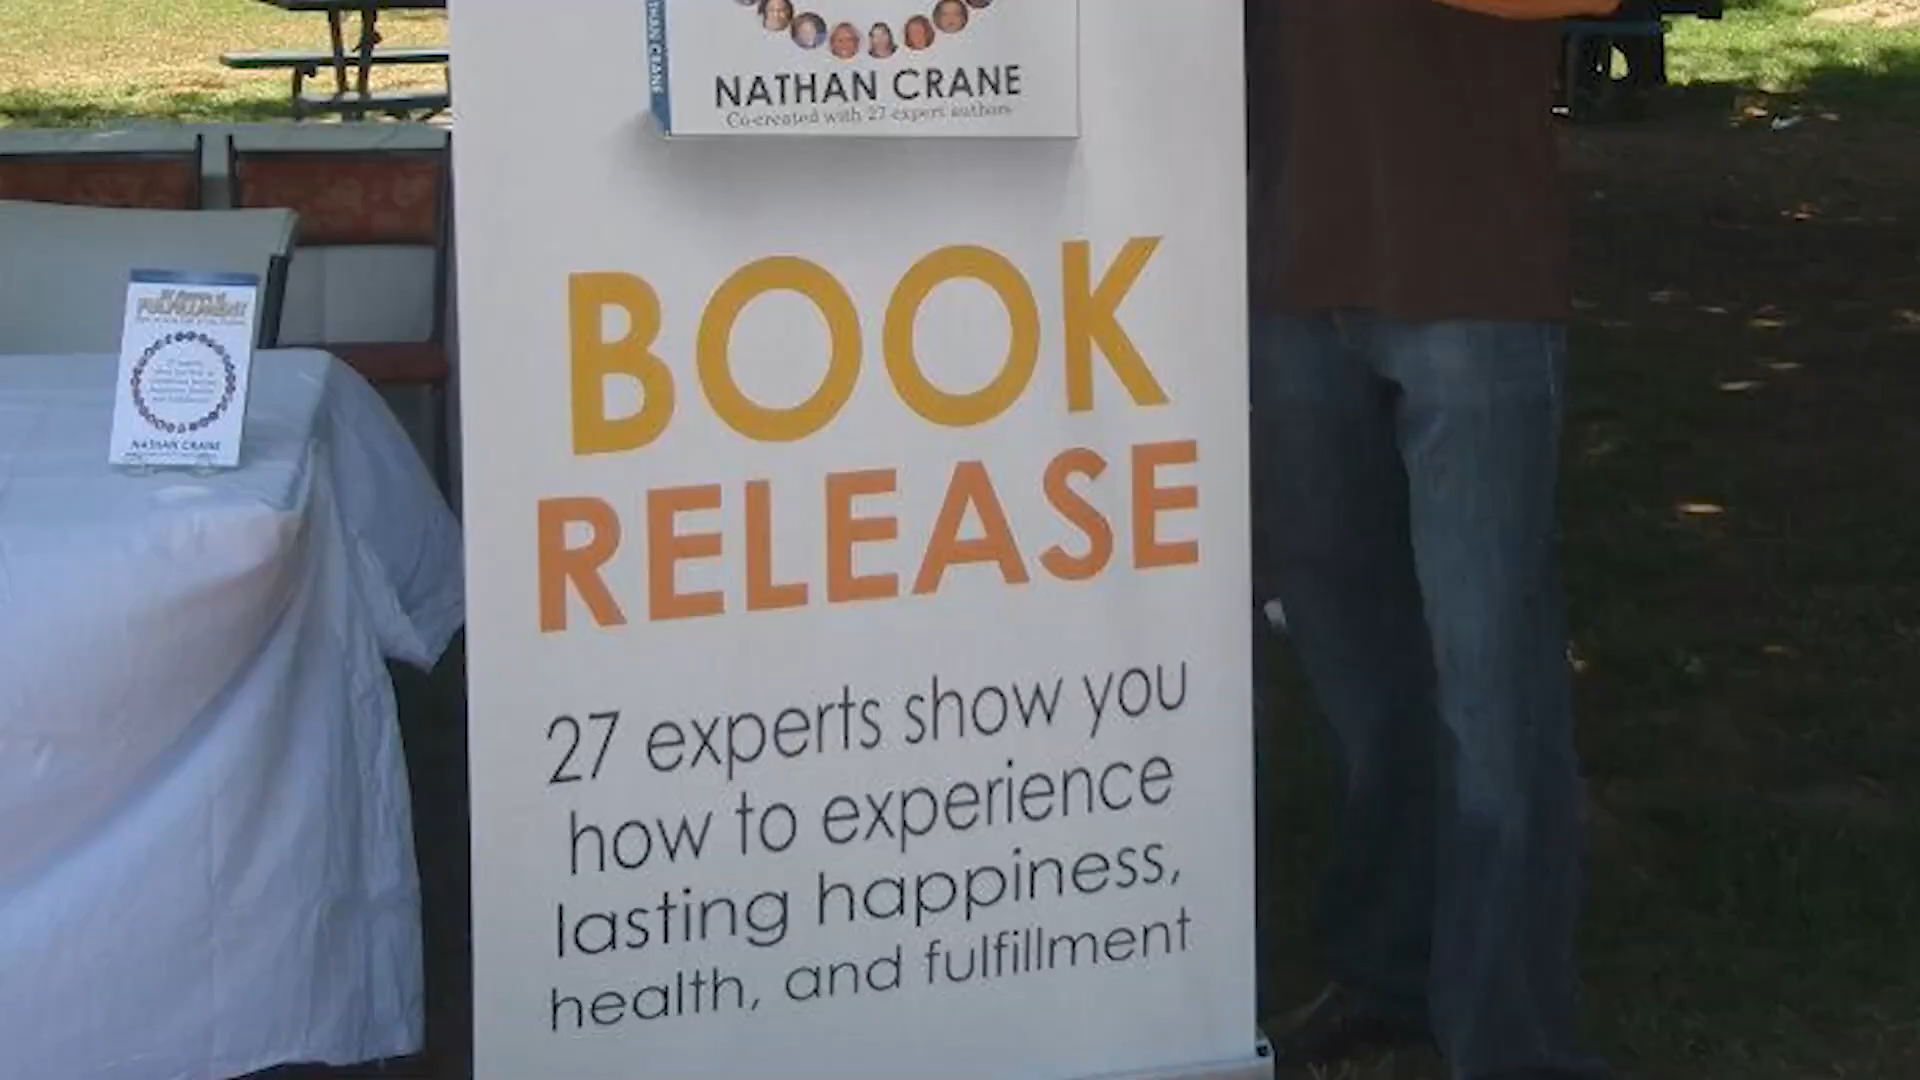 NATHAN CRANE
Co-created with 27 expert authors
BOOK
RELEASE
27 experts show you
how to experience
lasting happiness,
health, and fulfillment
FULFILLMENT
NATHAN CRANE